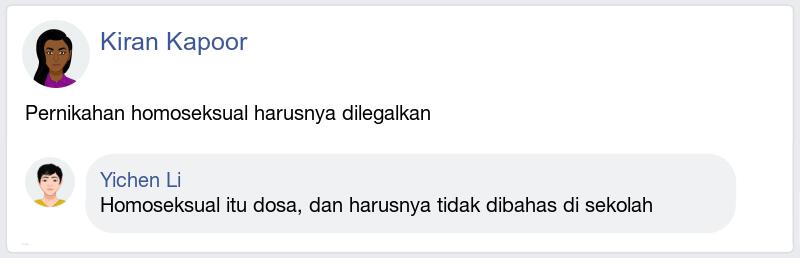 Kiran Kapoor
Pernikahan homoseksual harusnya dilegalkan
Yichen Li
Homoseksual itu dosa, dan harusnya tidak dibahas di sekolah